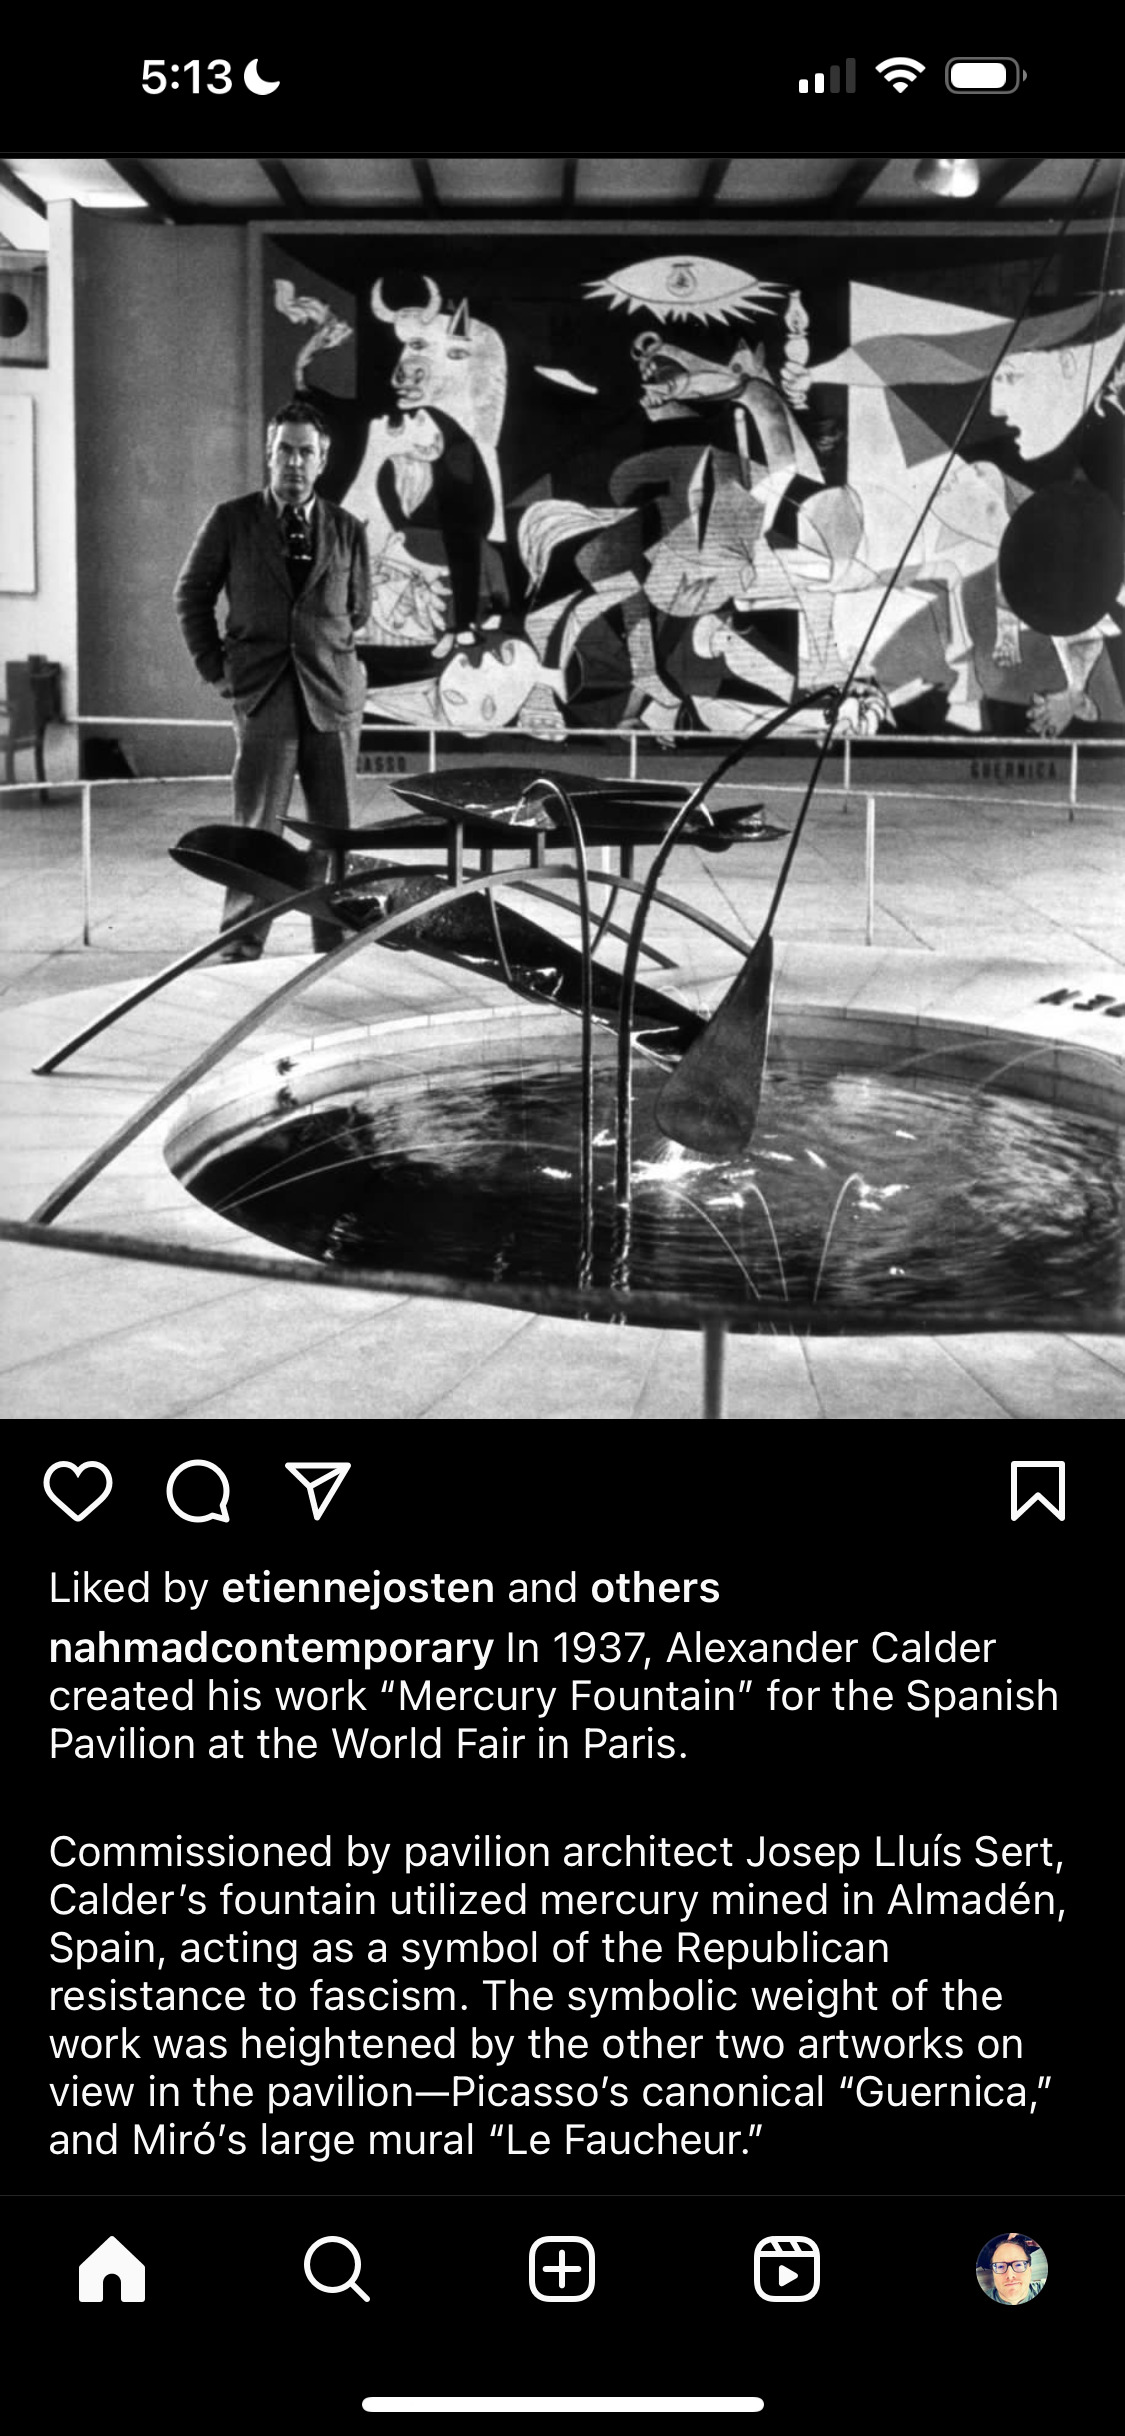 5:13
CASSO
GUERNICA
Liked by etiennejosten and others
nahmadcontemporary In 1937, Alexander Calder
created his work “Mercury Fountain” for the Spanish
Pavilion at the World Fair in Paris.
Commissioned by pavilion architect Josep Lluís Sert,
Calder’s fountain utilized mercury mined in Almadén,
Spain, acting as a symbol of the Republican
resistance to fascism. The symbolic weight of the
work was heightened by the other two artworks on
view in the pavilion—Picasso’s canonical “Guernica,”
and Miró’s large mural “Le Faucheur.”